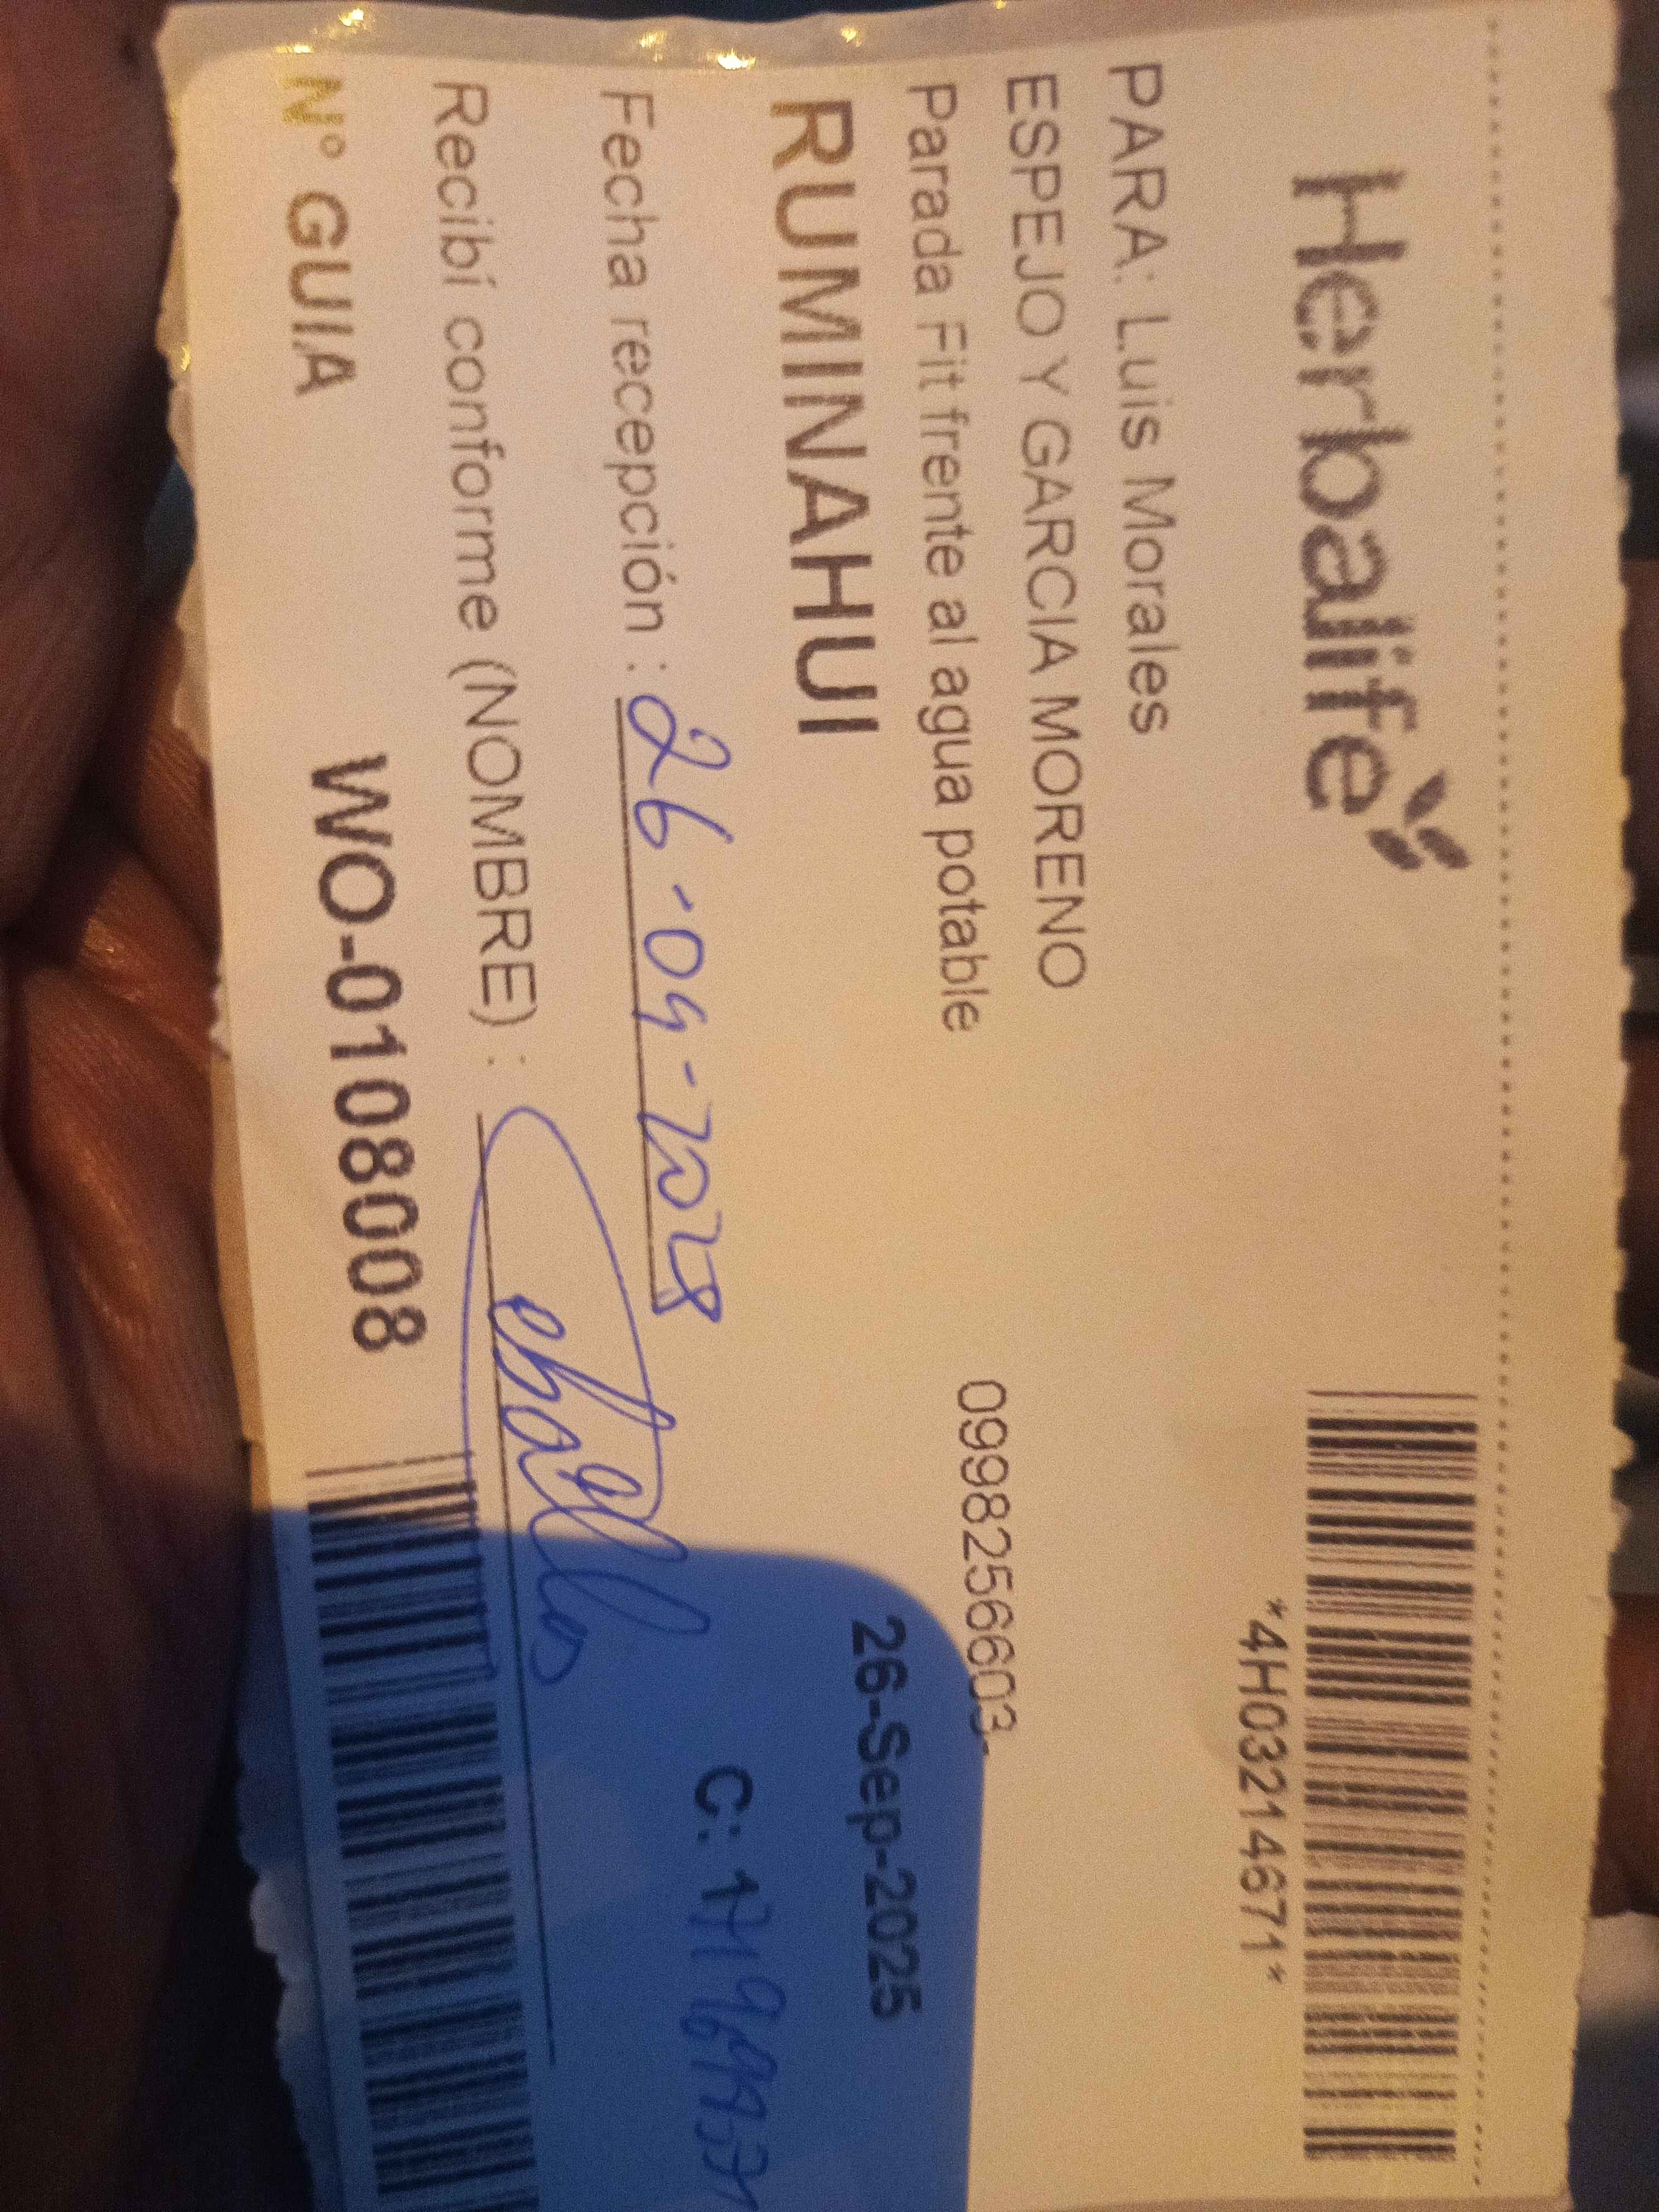 Herbalife
*4H03214671*
PARA: Luis Morales
ESPEJO Y GARCIA MORENO
Parada Fit frente al agua potable
0998256603-
RUMINAHUI
26-Sep-2025
Fecha recepción : 26-09-2025
C:
Recibí conforme (NOMBRE) :
N° GUIA WO-01080008